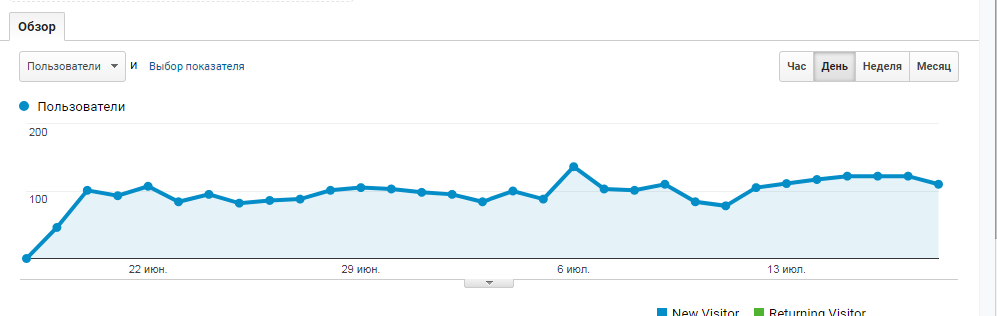 Обзор
Пользователи и Выбор показателя Час День Неделя Месяц
Пользователи
200
100
22 июн. 29 июн. 6 июл. 13 июл.
New Visitor Returning Visitor